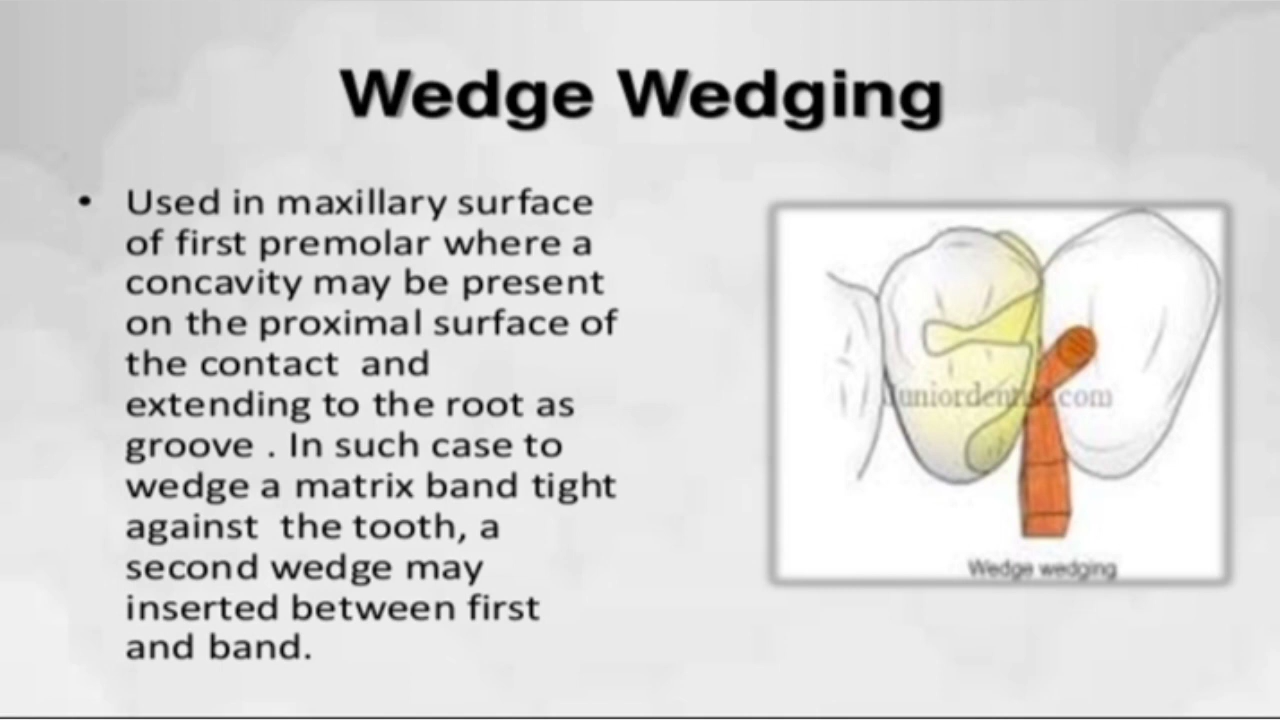 Wedge Wedging
• Used in maxillary surface
of first premolar where a
concavity may be present
on the proximal surface of
the contact and
extending to the root as
groove . In such case to
wedge a matrix band tight
against the tooth, a
second wedge may
inserted between first
and band.
Juniordentist.com
Wedge wedging